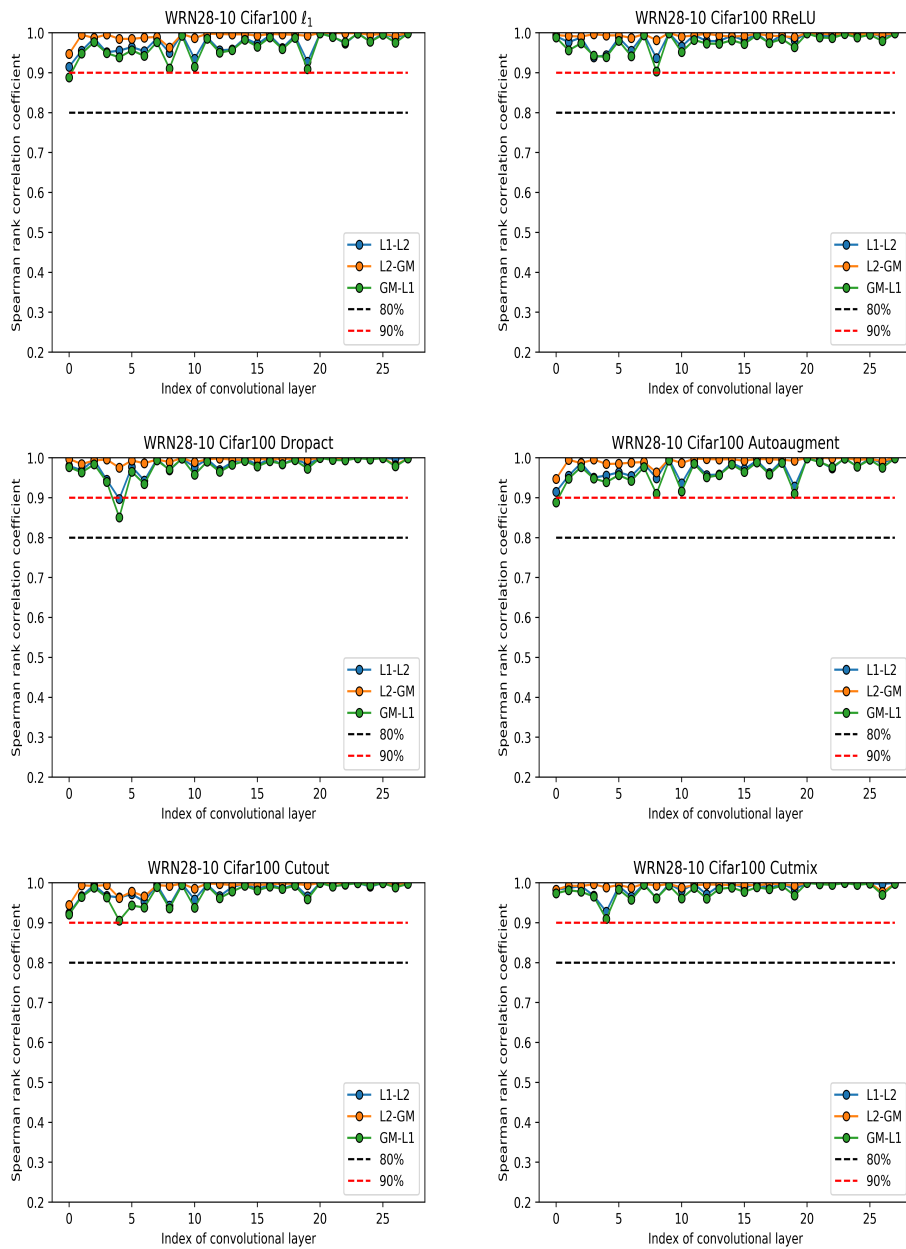 WRN28-10 Cifar100 ℓ1
Spearman rank correlation coefficient
1.0
0.9
0.8
0.7
0.6
0.5
0.4
0.3
0.2
L1-L2
L2-GM
GM-L1
80%
90%
0 5 10 15 20 25
Index of convolutional layer
WRN28-10 Cifar100 RReLU
Spearman rank correlation coefficient
1.0
0.9
0.8
0.7
0.6
0.5
0.4
0.3
0.2
L1-L2
L2-GM
GM-L1
80%
90%
0 5 10 15 20 25
Index of convolutional layer
WRN28-10 Cifar100 Dropact
Spearman rank correlation coefficient
1.0
0.9
0.8
0.7
0.6
0.5
0.4
0.3
0.2
L1-L2
L2-GM
GM-L1
80%
90%
0 5 10 15 20 25
Index of convolutional layer
WRN28-10 Cifar100 Autoaugment
Spearman rank correlation coefficient
1.0
0.9
0.8
0.7
0.6
0.5
0.4
0.3
0.2
L1-L2
L2-GM
GM-L1
80%
90%
0 5 10 15 20 25
Index of convolutional layer
WRN28-10 Cifar100 Cutout
Spearman rank correlation coefficient
1.0
0.9
0.8
0.7
0.6
0.5
0.4
0.3
0.2
L1-L2
L2-GM
GM-L1
80%
90%
0 5 10 15 20 25
Index of convolutional layer
WRN28-10 Cifar100 Cutmix
Spearman rank correlation coefficient
1.0
0.9
0.8
0.7
0.6
0.5
0.4
0.3
0.2
L1-L2
L2-GM
GM-L1
80%
90%
0 5 10 15 20 25
Index of convolutional layer